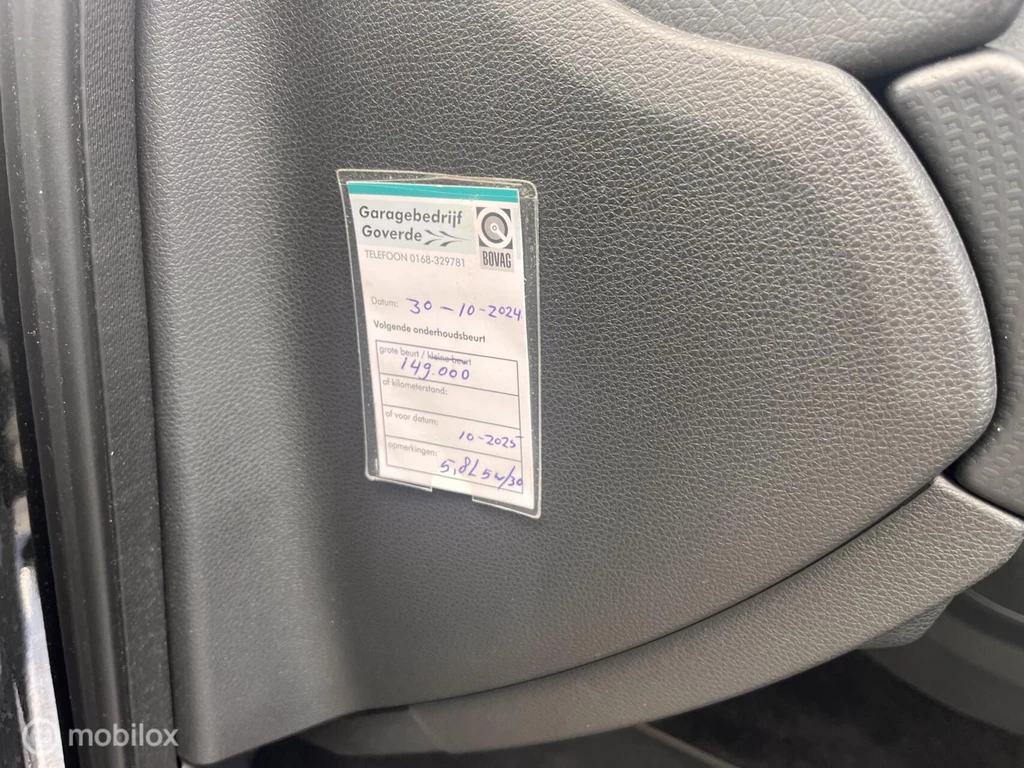 Garagebedrijf
Goverde
BOVAG
TELEFOON 0168-329781
Datum: 30-10-2024
Volgende onderhoudsbeurt
grote beurt / kleine beurt
149.000
of kilometerstand:
of voor datum:
10-2025
opmerkingen:
5,8L 5w/30
mobilox